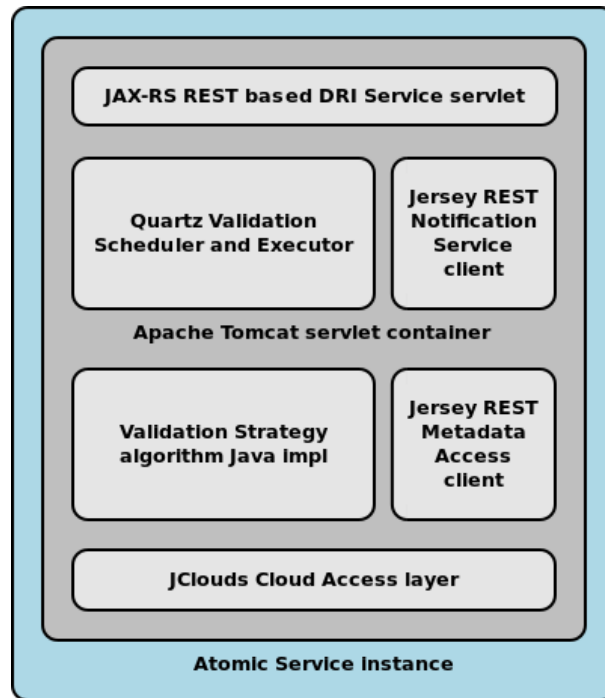 JAX-RS REST based DRI Service servlet
Quartz Validation
Scheduler and Executor
Jersey REST
Notification
Service
client
Apache Tomcat servlet container
Validation Strategy
algorithm Java impl
Jersey REST
Metadata
Access
client
JClouds Cloud Access layer
Atomic Service instance